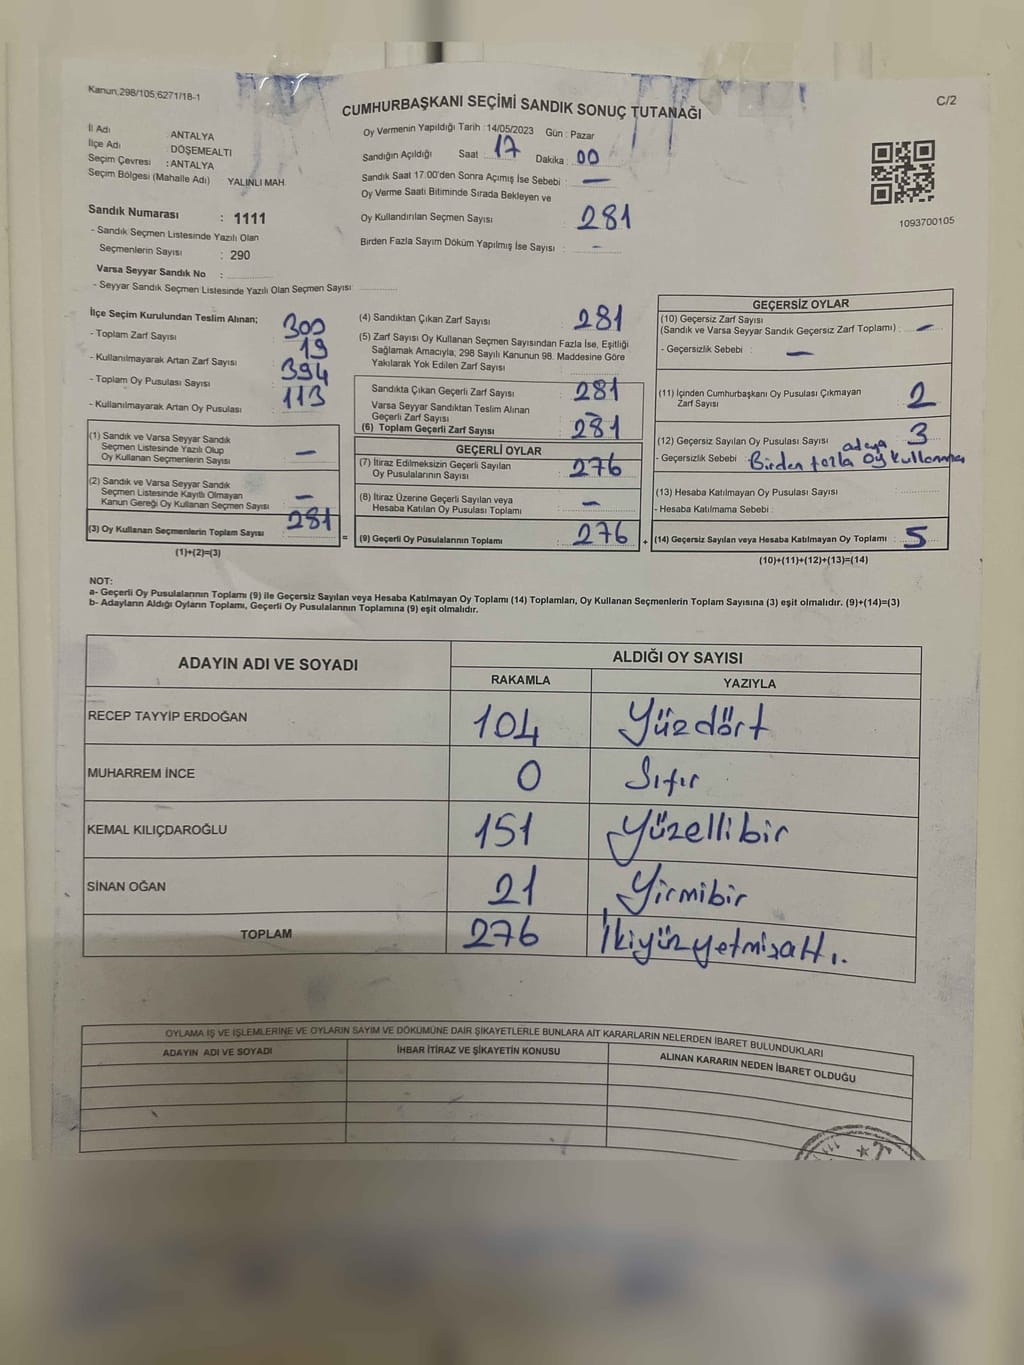 Kanun,298/105,6271/18-1
C/2
CUMHURBAŞKANI SEÇİMİ SANDIK SONUÇ TUTANAĞI
İl Adı : ANTALYA
İlçe Adı : DÖŞEMEALTI
Seçim Çevresi : ANTALYA
Seçim Bölgesi (Mahalle Adı) YALINLI MAH.
Sandık Numarası : 1111
- Sandık Seçmen Listesinde Yazılı Olan
Seçmenlerin Sayısı : 290
Varsa Seyyar Sandık No :
- Seyyar Sandık Seçmen Listesinde Yazılı Olan Seçmen Sayısı
Oy Vermenin Yapıldığı Tarih : 14/05/2023 Gün : Pazar
Sandığın Açıldığı Saat : 17 Dakika : 00
Sandık Saat 17.00'den Sonra Açımış İse Sebebi : —
Oy Verme Saati Bitiminde Sırada Bekleyen ve
Oy Kullandırılan Seçmen Sayısı : 281
Birden Fazla Sayım Döküm Yapılmış İse Sayısı : –
1093700105
İlçe Seçim Kurulundan Teslim Alınan;
- Toplam Zarf Sayısı 300
- Kullanılmayarak Artan Zarf Sayısı 19
- Toplam Oy Pusulası Sayısı 394
- Kullanılmayarak Artan Oy Pusulası 113
(1) Sandık ve Varsa Seyyar Sandık
Seçmen Listesinde Yazılı Olup
Oy Kullanan Seçmenlerin Sayısı —
(2) Sandık ve Varsa Seyyar Sandık
Seçmen Listesinde Kayıtlı Olmayan
Kanun Gereği Oy Kullanan Seçmen Sayısı —
(3) Oy Kullanan Seçmenlerin Toplam Sayısı 281
(1)+(2)=(3)
=
(4) Sandıktan Çıkan Zarf Sayısı 281
(5) Zarf Sayısı Oy Kullanan Seçmen Sayısından Fazla İse, Eşitliği
Sağlamak Amacıyla; 298 Sayılı Kanunun 98. Maddesine Göre
Yakılarak Yok Edilen Zarf Sayısı
Sandıkta Çıkan Geçerli Zarf Sayısı 281
Varsa Seyyar Sandıktan Teslim Alınan
Geçerli Zarf Sayısı –
(6) Toplam Geçerli Zarf Sayısı 281
GEÇERLİ OYLAR
(7) İtiraz Edilmeksizin Geçerli Sayılan
Oy Pusulalarının Sayısı : 276
(8) İtiraz Üzerine Geçerli Sayılan veya
Hesaba Katılan Oy Pusulası Toplamı : —
(9) Geçerli Oy Pusulalarının Toplamı : 276
+
GEÇERSİZ OYLAR
(10) Geçersiz Zarf Sayısı
(Sandık ve Varsa Seyyar Sandık Geçersiz Zarf Toplamı) : —
- Geçersizlik Sebebi : —
(11) İçinden Cumhurbaşkanı Oy Pusulası Çıkmayan
Zarf Sayısı 2
(12) Geçersiz Sayılan Oy Pusulası Sayısı 3
- Geçersizlik Sebebi : Birden fazla adaya oy kullanma
(13) Hesaba Katılmayan Oy Pusulası Sayısı
- Hesaba Katılmama Sebebi :
(14) Geçersiz Sayılan veya Hesaba Katılmayan Oy Toplamı : 5
(10)+(11)+(12)+(13)=(14)
NOT:
a- Geçerli Oy Pusulalarının Toplamı (9) ile Geçersiz Sayılan veya Hesaba Katılmayan Oy Toplamı (14) Toplamları, Oy Kullanan Seçmenlerin Toplam Sayısına (3) eşit olmalıdır. (9)+(14)=(3)
b- Adayların Aldığı Oyların Toplamı, Geçerli Oy Pusulalarının Toplamına (9) eşit olmalıdır.
ADAYIN ADI VE SOYADI
ALDIĞI OY SAYISI
RAKAMLA YAZIYLA
RECEP TAYYİP ERDOĞAN 104 Yüzdört
MUHARREM İNCE 0 Sıfır
KEMAL KILIÇDAROĞLU 151 Yüzellibir
SİNAN OĞAN 21 Yirmibir
TOPLAM 276 İkiyüzyetmişaltı.
OYLAMA İŞ VE İŞLEMLERİNE VE OYLARIN SAYIM VE DÖKÜMÜNE DAİR ŞİKAYETLERLE BUNLARA AİT KARARLARIN NELERDEN İBARET BULUNDUKLARI
ADAYIN ADI VE SOYADI İHBAR İTİRAZ VE ŞİKAYETİN KONUSU ALINAN KARARIN NEDEN İBARET OLDUĞU